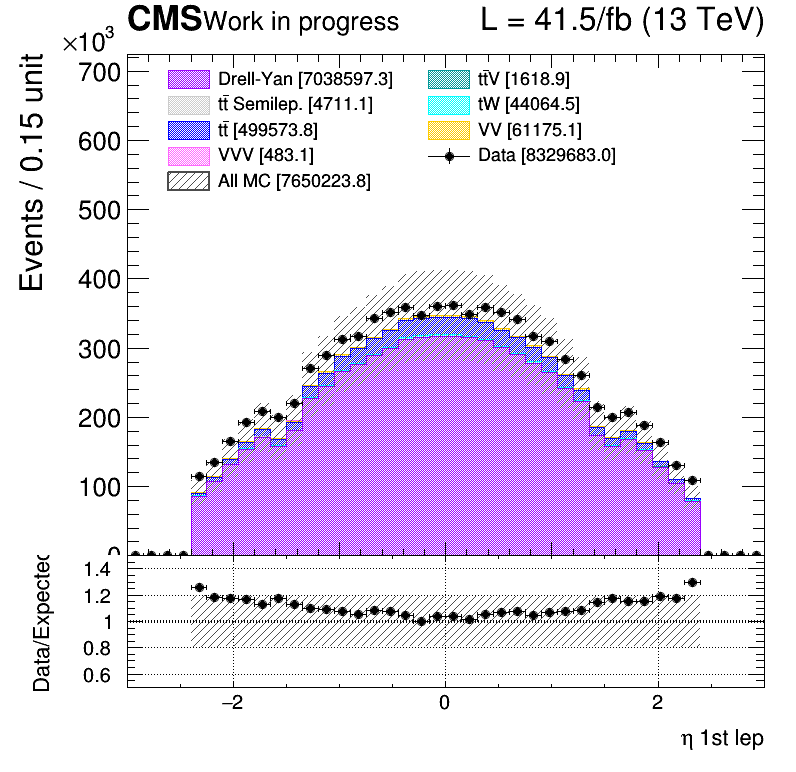 CMS Work in progress L = 41.5/fb (13 TeV)
×10³
Events / 0.15 unit
700
600
500
400
300
200
100
0
Drell-Yan [7038597.3]
tt̄ Semilep. [4711.1]
tt̄ [499573.8]
VVV [483.1]
All MC [7650223.8]
tt̄V [1618.9]
tW [44064.5]
VV [61175.1]
Data [8329683.0]
Data/Expected
1.4
1.2
1
0.8
0.6
−2 0 2
η 1st lep